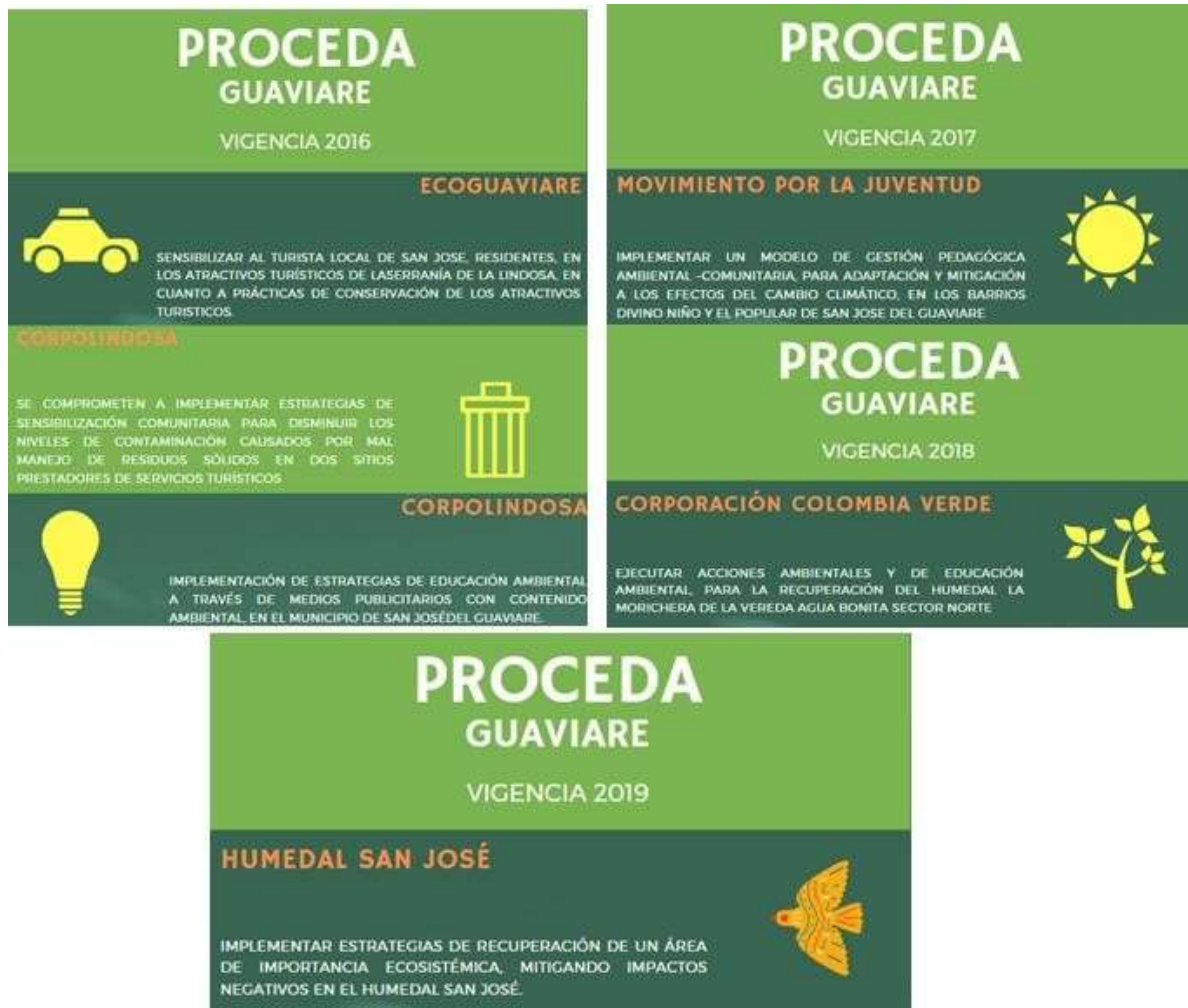 PROCEDA
GUAVIARE
VIGENCIA 2016
ECOGUAVIARE
SENSIBILIZAR AL TURISTA LOCAL DE SAN JOSE, RESIDENTES, EN
LOS ATRACTIVOS TURÍSTICOS DE LASERRANÍA DE LA LINDOSA, EN
CUANTO A PRÁCTICAS DE CONSERVACIÓN DE LOS ATRACTIVOS
TURISTICOS.
CORPOLINDOSA
SE COMPROMETEN A IMPLEMENTAR ESTRATEGIAS DE
SENSIBILIZACIÓN COMUNITARIA PARA DISMINUIR LOS
NIVELES DE CONTAMINACIÓN CAUSADOS POR MAL
MANEJO DE RESIDUOS SÓLIDOS EN DOS SITIOS
PRESTADORES DE SERVICIOS TURÍSTICOS
CORPOLINDOSA
IMPLEMENTACIÓN DE ESTRATEGIAS DE EDUCACIÓN AMBIENTAL
A TRAVÉS DE MEDIOS PUBLICITARIOS CON CONTENIDO
AMBIENTAL, EN EL MUNICIPIO DE SAN JOSÉDEL GUAVIARE.
PROCEDA
GUAVIARE
VIGENCIA 2017
MOVIMIENTO POR LA JUVENTUD
IMPLEMENTAR UN MODELO DE GESTIÓN PEDAGÓGICA
AMBIENTAL -COMUNITARIA, PARA ADAPTACIÓN Y MITIGACIÓN
A LOS EFECTOS DEL CAMBIO CLIMÁTICO, EN LOS BARRIOS
DIVINO NIÑO Y EL POPULAR DE SAN JOSE DEL GUAVIARE
PROCEDA
GUAVIARE
VIGENCIA 2018
CORPORACIÓN COLOMBIA VERDE
EJECUTAR ACCIONES AMBIENTALES Y DE EDUCACIÓN
AMBIENTAL, PARA LA RECUPERACIÓN DEL HUMEDAL LA
MORICHERA DE LA VEREDA AGUA BONITA SECTOR NORTE
PROCEDA
GUAVIARE
VIGENCIA 2019
HUMEDAL SAN JOSÉ
IMPLEMENTAR ESTRATEGIAS DE RECUPERACIÓN DE UN ÁREA
DE IMPORTANCIA ECOSISTÉMICA, MITIGANDO IMPACTOS
NEGATIVOS EN EL HUMEDAL SAN JOSÉ.